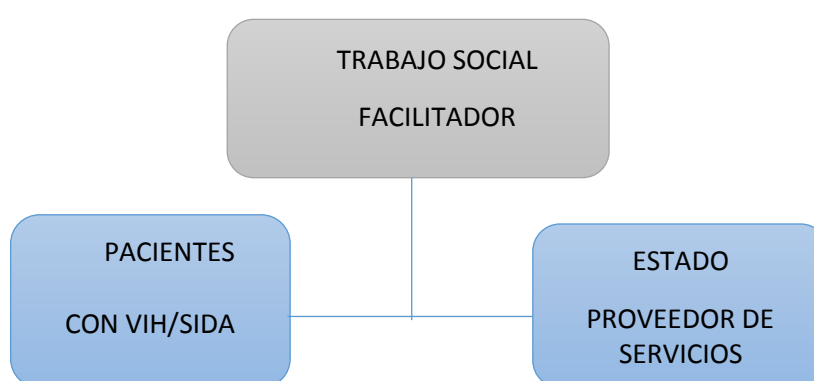 TRABAJO SOCIAL
FACILITADOR
PACIENTES
CON VIH/SIDA
ESTADO
PROVEEDOR DE
SERVICIOS